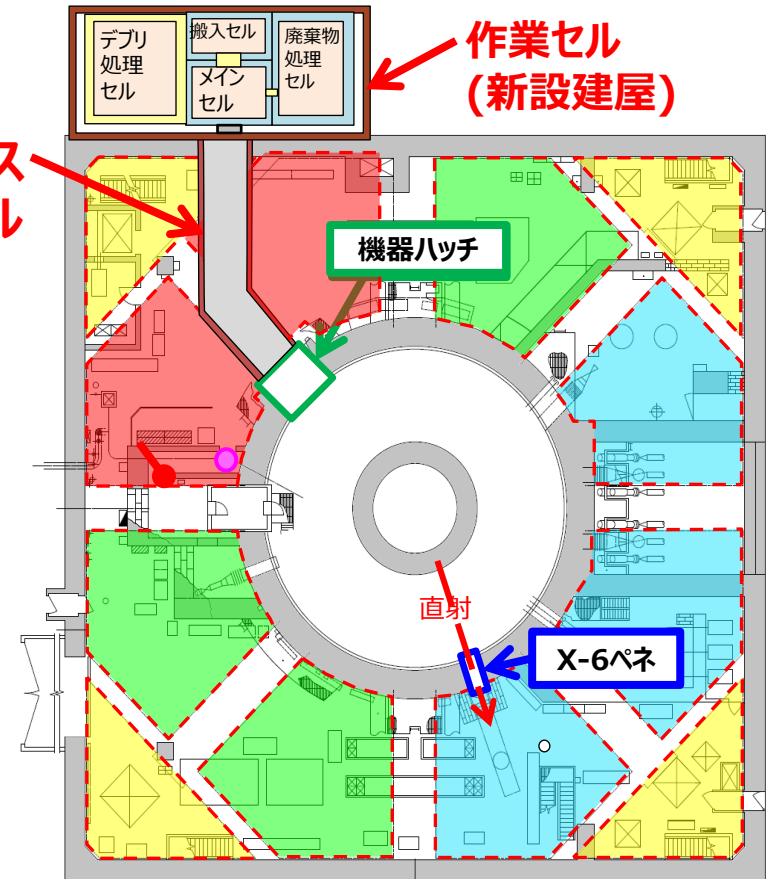 デブリ
処理
セル
搬入セル
メイン
セル
廃棄物
処理
セル
作業セル
(新設建屋)
ス
ル
機器ハッチ
直射
X-6ペネ